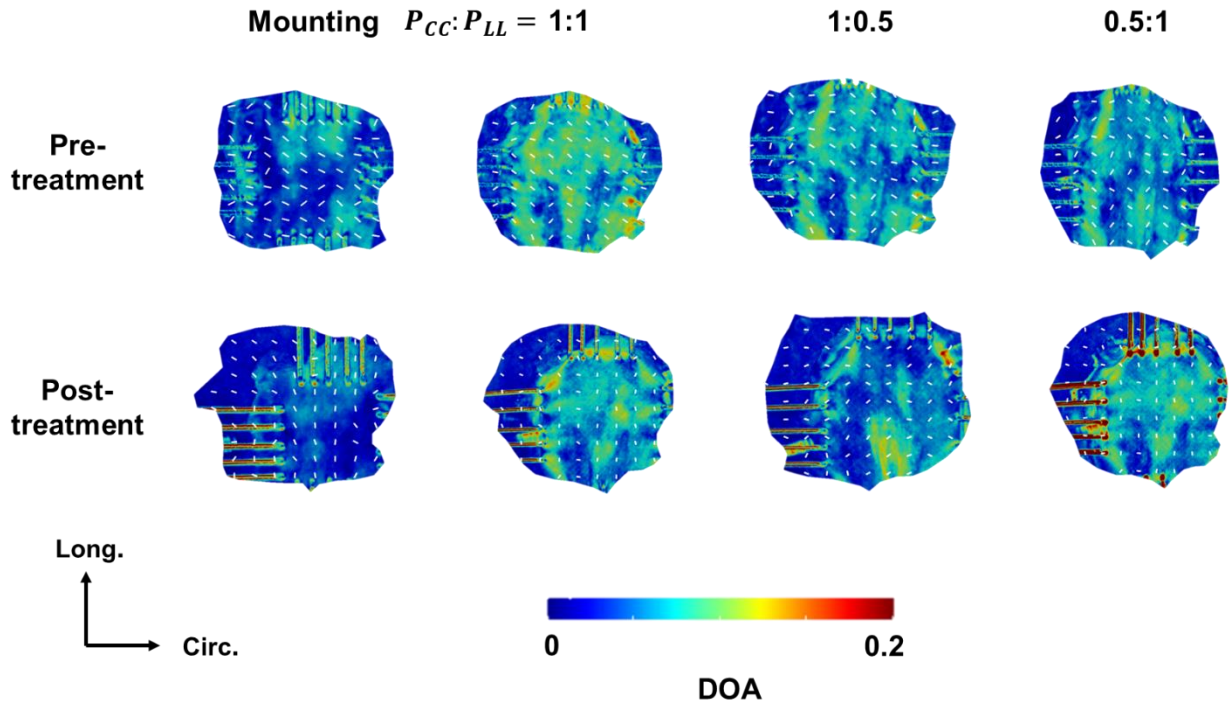 Mounting P_CC: P_LL = 1:1 1:0.5 0.5:1
Pre-
treatment
Post-
treatment
Long.
Circ.
0 0.2
DOA